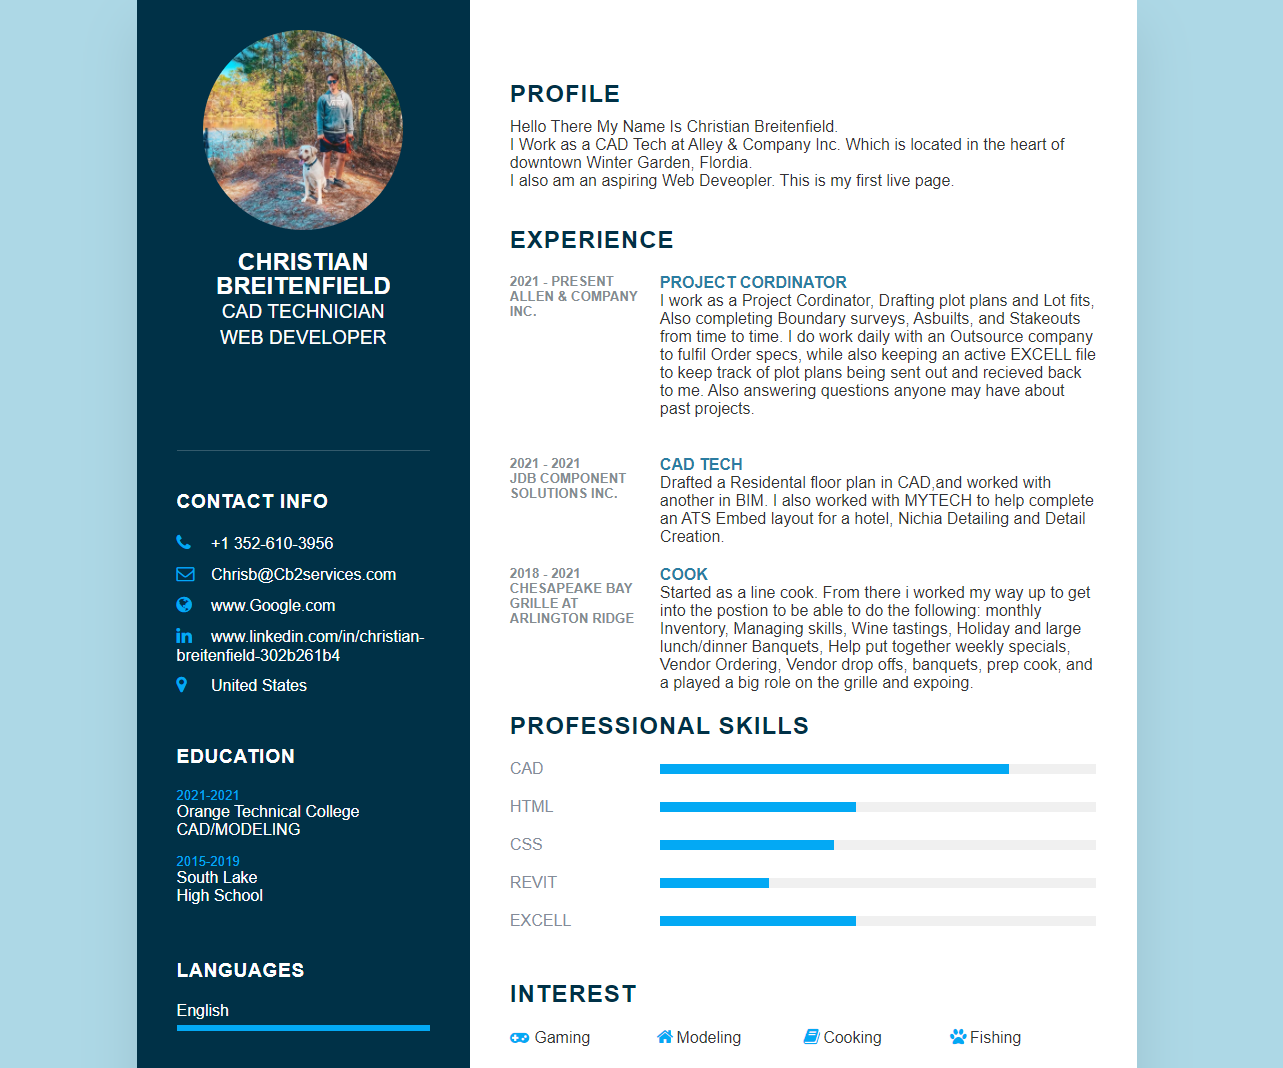 CHRISTIAN
BREITENFIELD
CAD TECHNICIAN
WEB DEVELOPER
CONTACT INFO
+1 352-610-3956
Chrisb@Cb2services.com
www.Google.com
www.linkedin.com/in/christian-
breitenfield-302b261b4
United States
EDUCATION
2021-2021
Orange Technical College
CAD/MODELING
2015-2019
South Lake
High School
LANGUAGES
English
PROFILE
Hello There My Name Is Christian Breitenfield.
I Work as a CAD Tech at Alley & Company Inc. Which is located in the heart of
downtown Winter Garden, Flordia.
I also am an aspiring Web Deveopler. This is my first live page.
EXPERIENCE
2021 - PRESENT
ALLEN & COMPANY
INC.
PROJECT CORDINATOR
I work as a Project Cordinator, Drafting plot plans and Lot fits,
Also completing Boundary surveys, Asbuilts, and Stakeouts
from time to time. I do work daily with an Outsource company
to fulfil Order specs, while also keeping an active EXCELL file
to keep track of plot plans being sent out and recieved back
to me. Also answering questions anyone may have about
past projects.
2021 - 2021
JDB COMPONENT
SOLUTIONS INC.
CAD TECH
Drafted a Residental floor plan in CAD,and worked with
another in BIM. I also worked with MYTECH to help complete
an ATS Embed layout for a hotel, Nichia Detailing and Detail
Creation.
2018 - 2021
CHESAPEAKE BAY
GRILLE AT
ARLINGTON RIDGE
COOK
Started as a line cook. From there i worked my way up to get
into the postion to be able to do the following: monthly
Inventory, Managing skills, Wine tastings, Holiday and large
lunch/dinner Banquets, Help put together weekly specials,
Vendor Ordering, Vendor drop offs, banquets, prep cook, and
a played a big role on the grille and expoing.
PROFESSIONAL SKILLS
CAD
HTML
CSS
REVIT
EXCELL
INTEREST
Gaming
Modeling
Cooking
Fishing